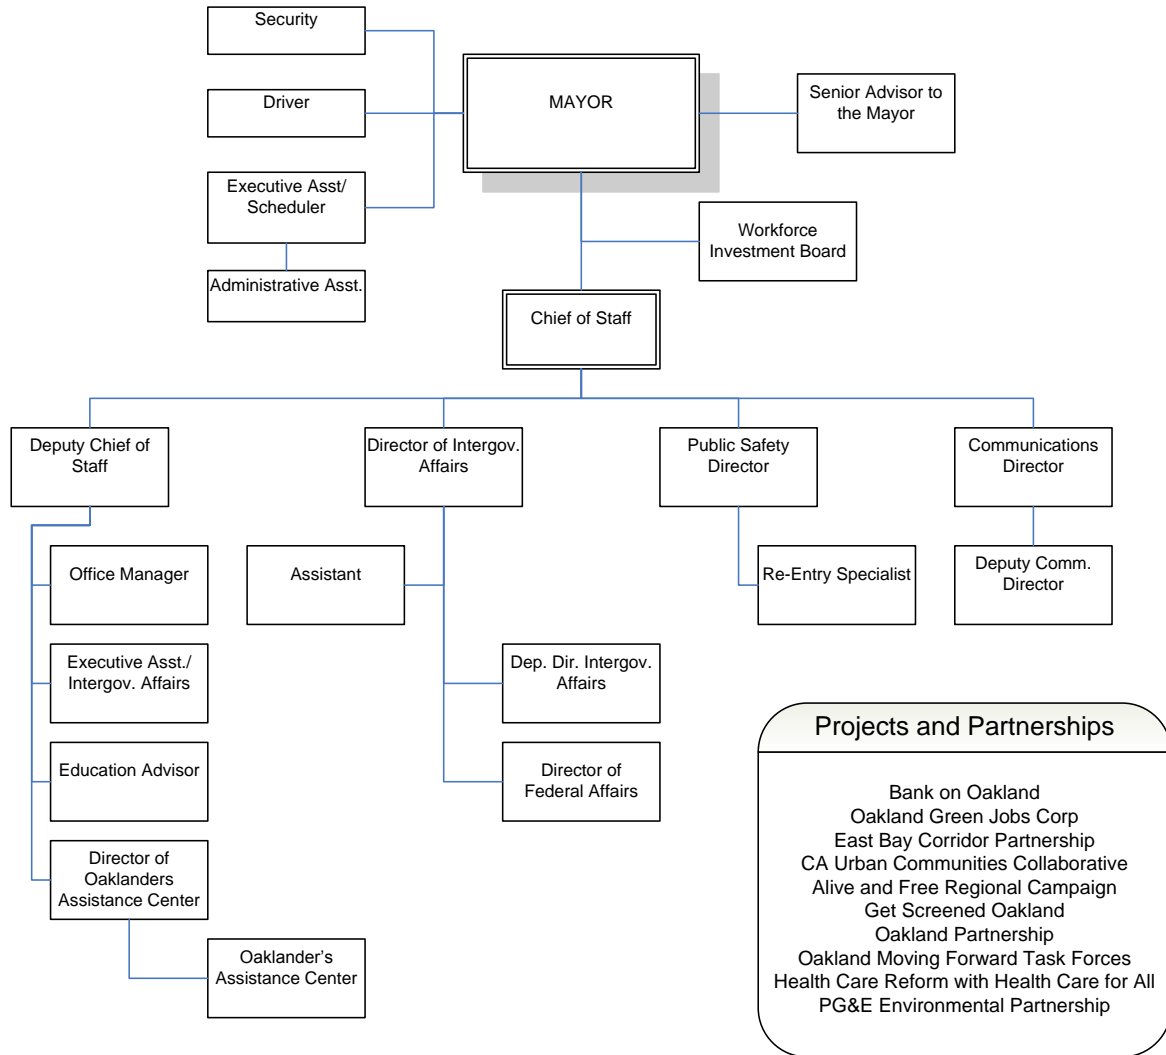 Security
MAYOR
Driver
Senior Advisor to
the Mayor
Executive Asst/
Scheduler
Workforce
Investment Board
Administrative Asst.
Chief of Staff
Deputy Chief of
Staff
Director of Intergov.
Affairs
Public Safety
Director
Communications
Director
Office Manager
Assistant
Re-Entry Specialist
Deputy Comm.
Director
Executive Asst./
Intergov. Affairs
Dep. Dir. Intergov.
Affairs
Education Advisor
Director of
Federal Affairs
Director of
Oaklanders
Assistance Center
Oaklander's
Assistance Center
Projects and Partnerships
Bank on Oakland
Oakland Green Jobs Corp
East Bay Corridor Partnership
CA Urban Communities Collaborative
Alive and Free Regional Campaign
Get Screened Oakland
Oakland Partnership
Oakland Moving Forward Task Forces
Health Care Reform with Health Care for All
PG&E Environmental Partnership